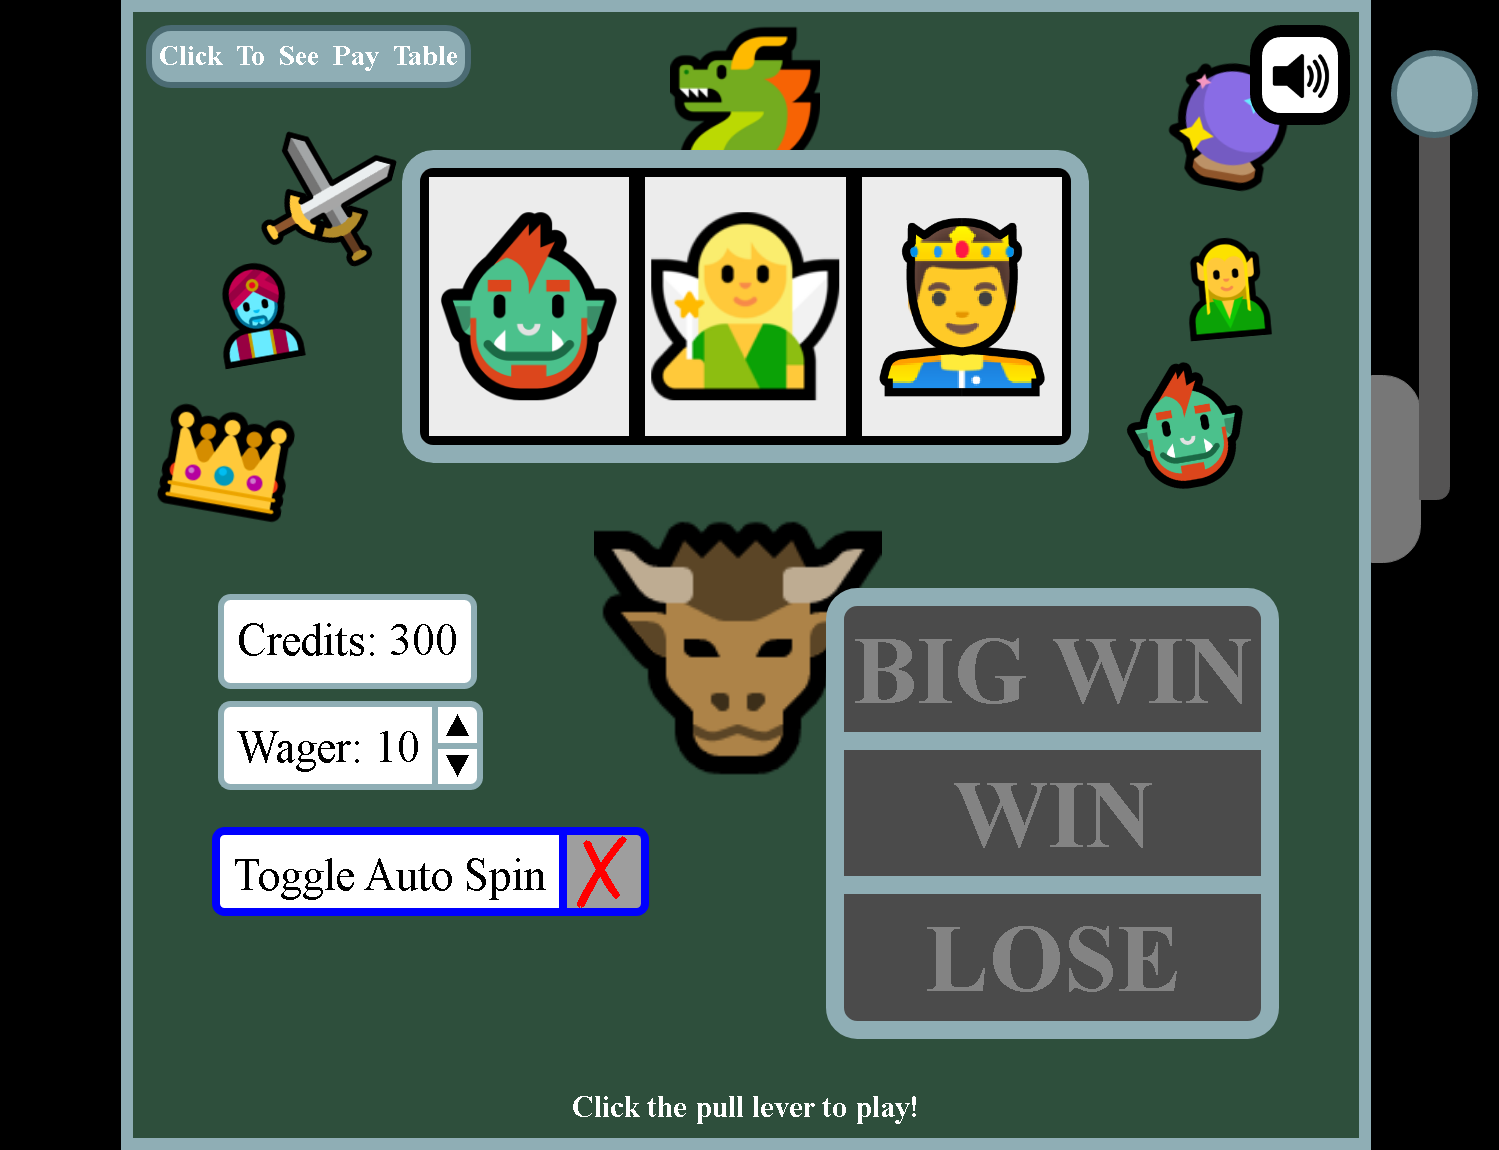 Click To See Pay Table
Credits: 300
Wager: 10
Toggle Auto Spin
BIG WIN
WIN
LOSE
Click the pull lever to play!